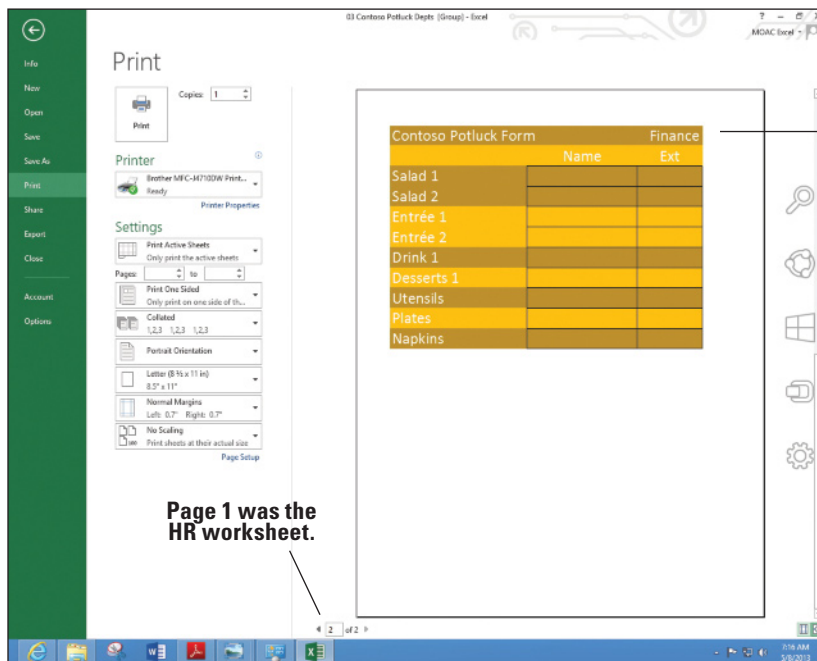 03 Contoso Potluck Depts [Group] - Excel
MOAC Excel
Info
New
Open
Save
Save As
Print
Share
Export
Close
Account
Options
Print
Copies: 1
Print
Printer
Brother MFC-J4710DW Print...
Ready
Printer Properties
Settings
Print Active Sheets
Only print the active sheets
Pages: to
Print One Sided
Only print on one side of th...
Collated
1,2,3 1,2,3 1,2,3
Portrait Orientation
Letter (8 ½ x 11 in)
8.5" x 11"
Normal Margins
Left: 0.7" Right: 0.7"
No Scaling
Print sheets at their actual size
Page Setup
Contoso Potluck Form Finance
Name Ext
Salad 1
Salad 2
Entrée 1
Entrée 2
Drink 1
Desserts 1
Utensils
Plates
Napkins
Page 1 was the
HR worksheet.
2 of 2
7:16 AM
5/8/2013